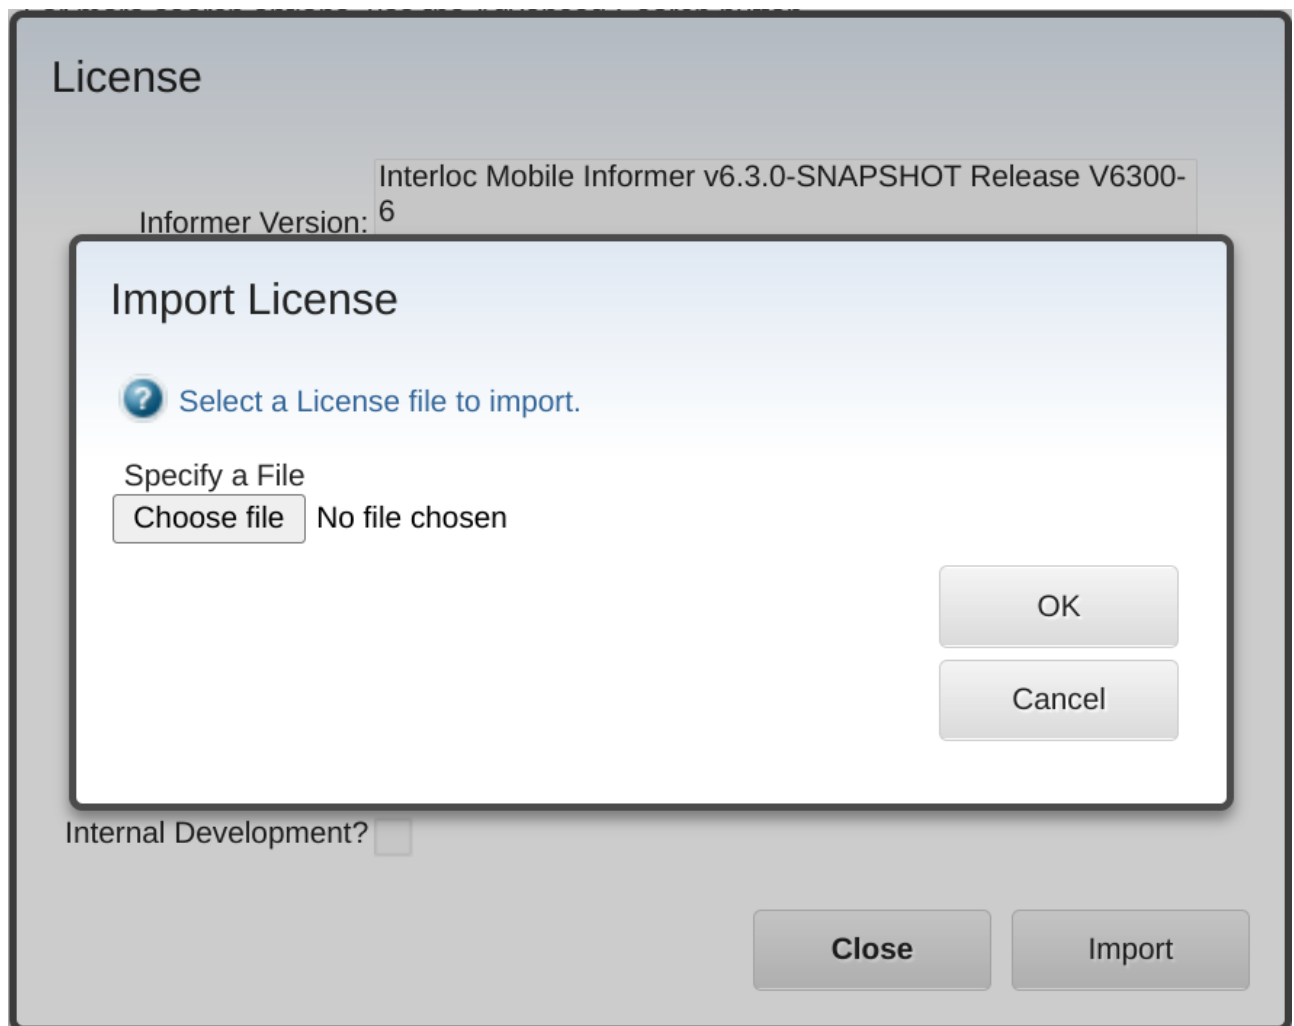 License
Interloc Mobile Informer v6.3.0-SNAPSHOT Release V6300-
6
Informer Version:
Import License
Select a License file to import.
Specify a File
Choose file No file chosen
OK
Cancel
Internal Development?
Close Import